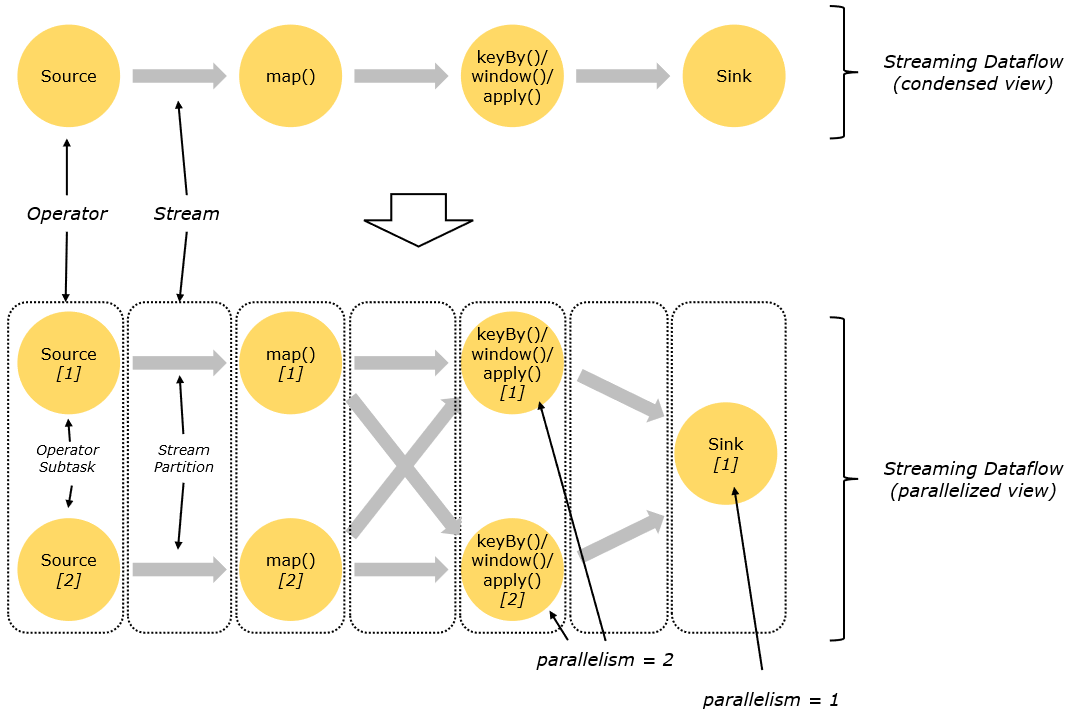 Source
map()
keyBy()/
window()/
apply()
Sink
Streaming Dataflow
(condensed view)
Operator
Stream
Source
[1]
map()
[1]
keyBy()/
window()/
apply()
[1]
Operator
Subtask
Stream
Partition
Sink
[1]
Streaming Dataflow
(parallelized view)
Source
[2]
map()
[2]
keyBy()/
window()/
apply()
[2]
parallelism = 2
parallelism = 1